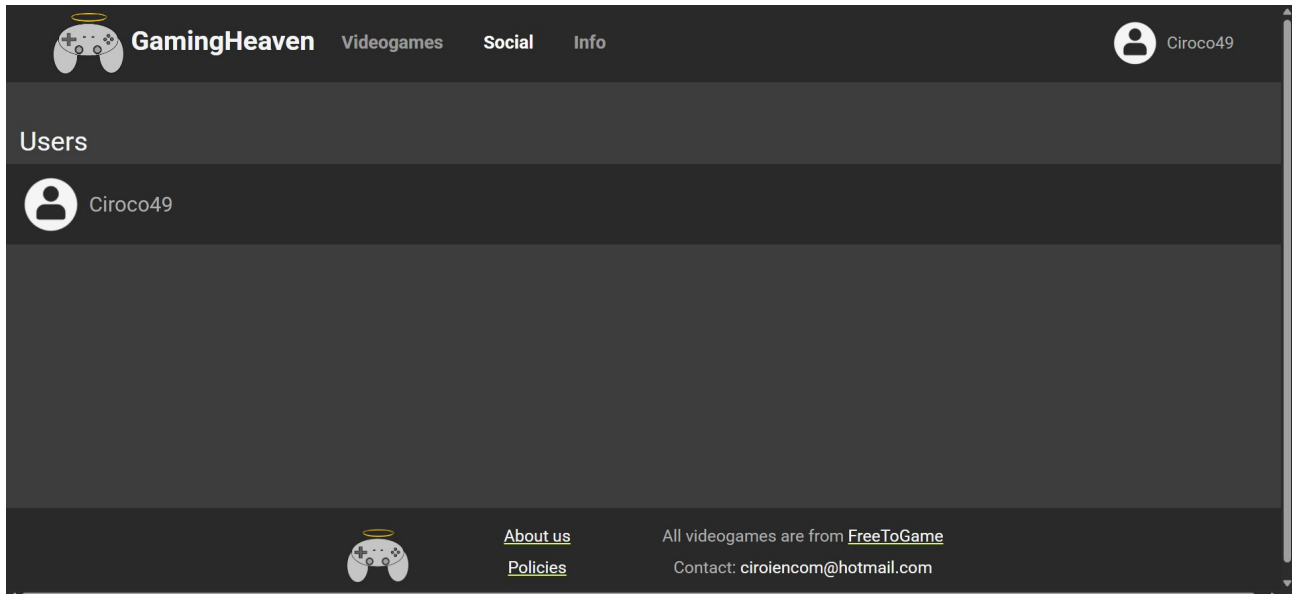 GamingHeaven Videogames Social Info Ciroco49
Users
Ciroco49
About us All videogames are from FreeToGame
Policies Contact: ciroiencom@hotmail.com